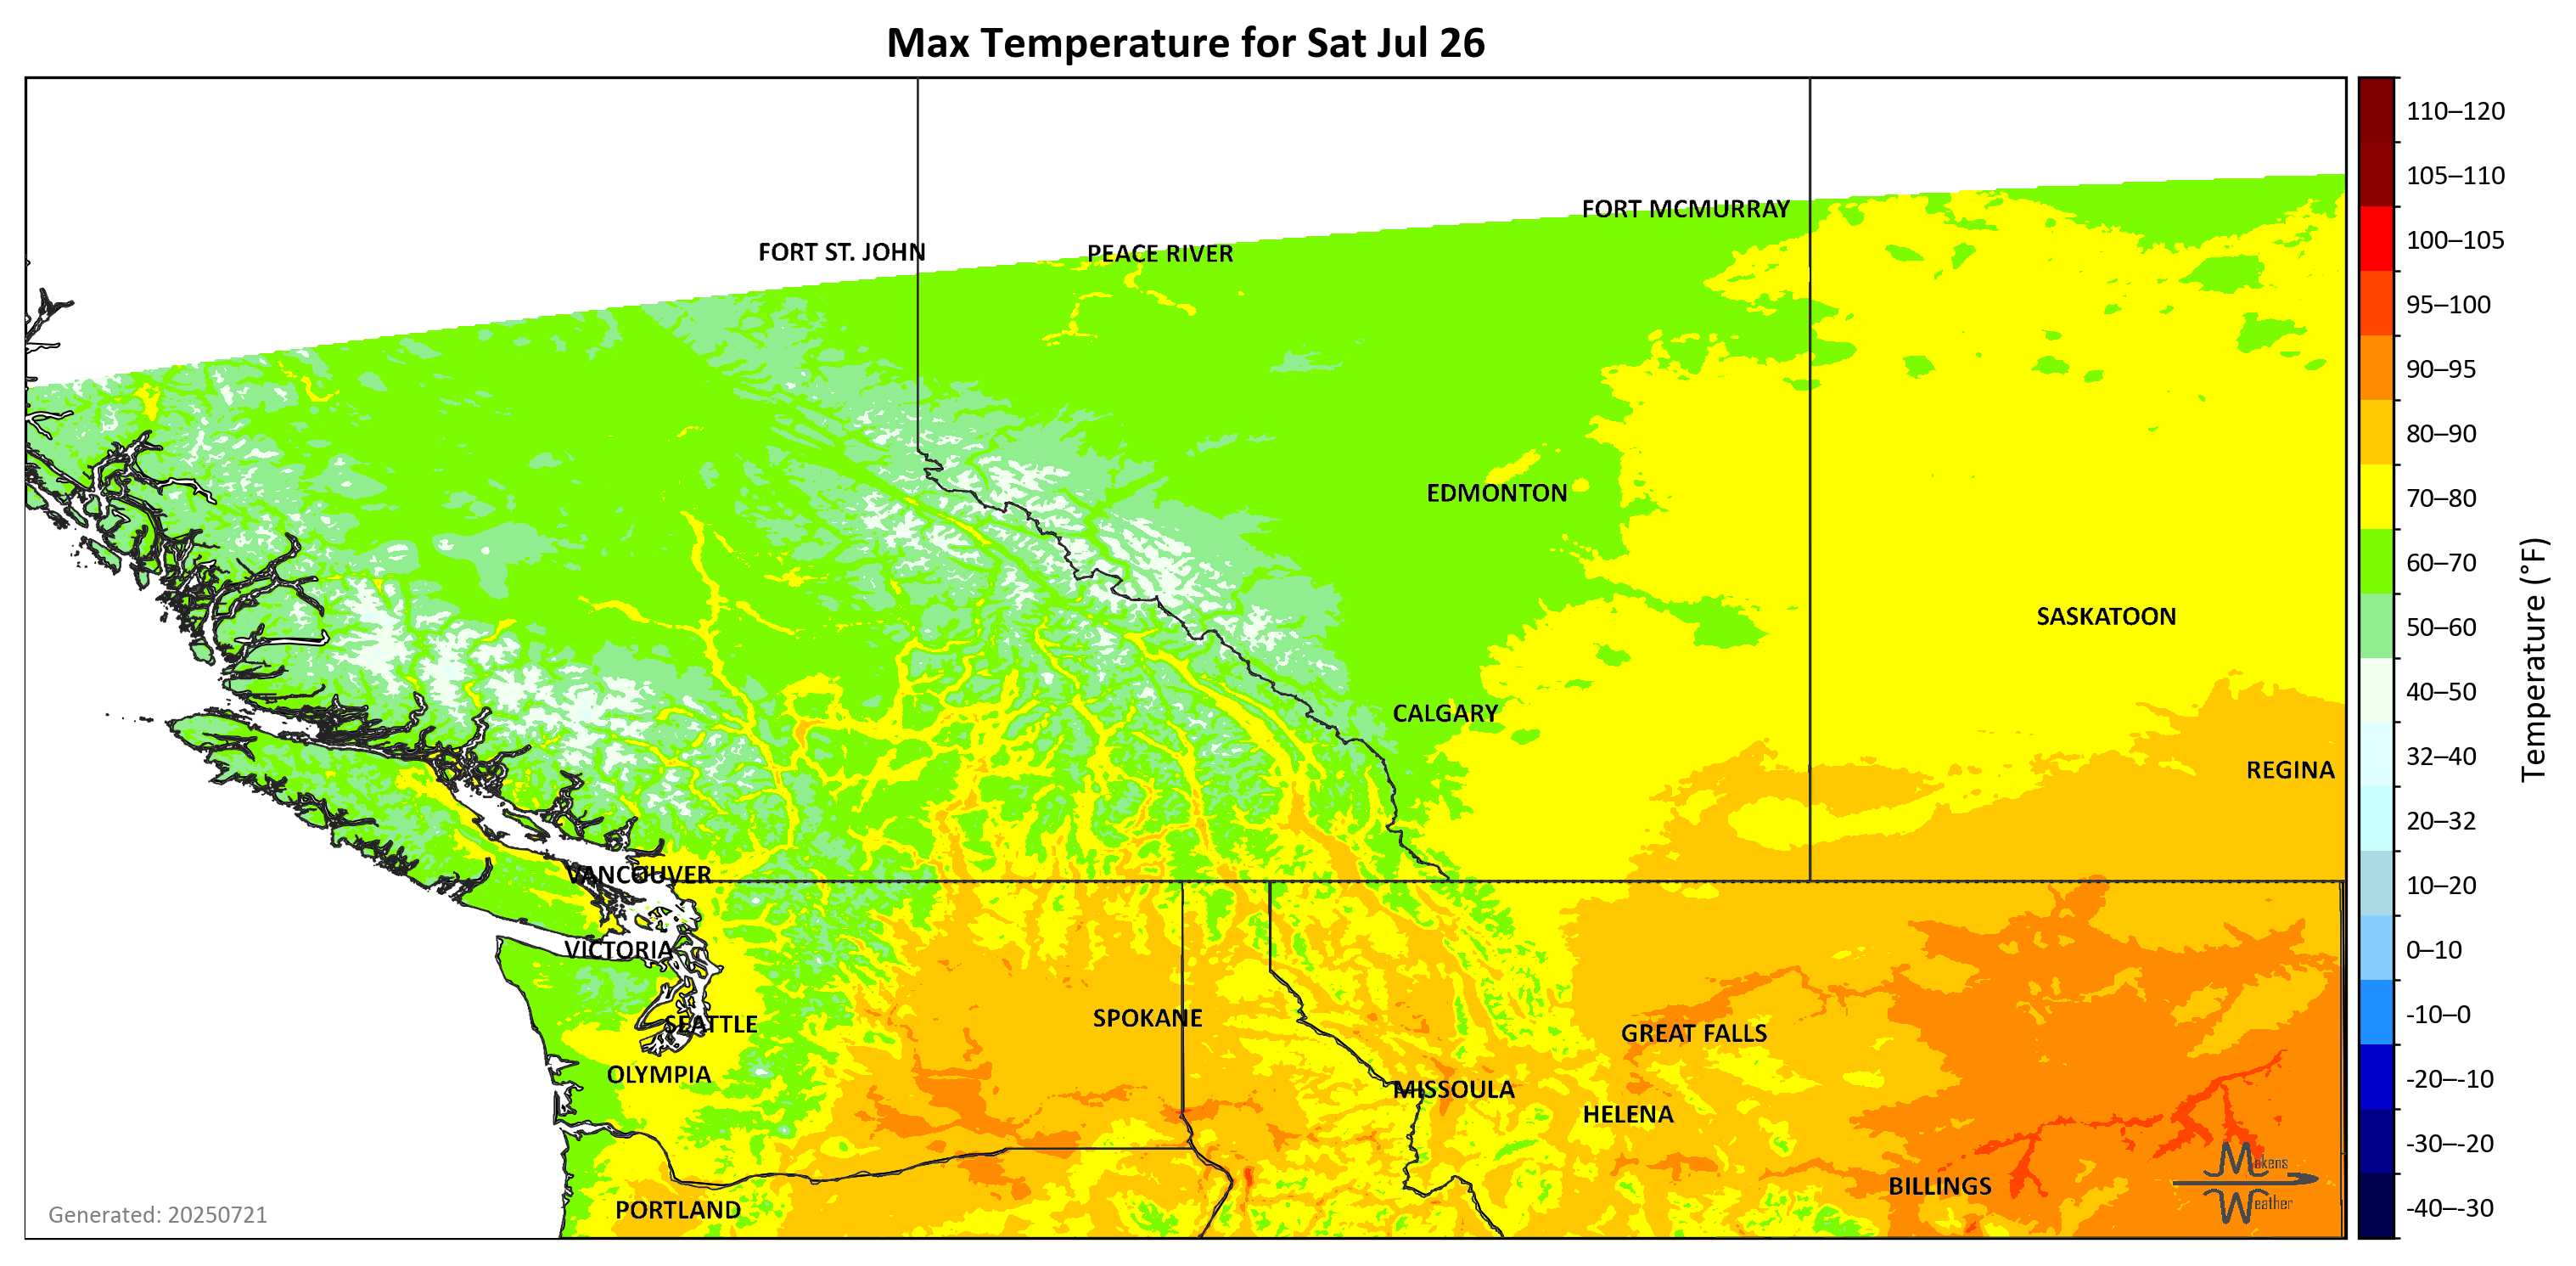 Max Temperature for Sat Jul 26
FORT MCMURRAY
FORT ST. JOHN
PEACE RIVER
EDMONTON
SASKATOON
CALGARY
REGINA
VANCOUVER
VICTORIA
SEATTLE
SPOKANE
GREAT FALLS
OLYMPIA
MISSOULA
HELENA
BILLINGS
PORTLAND
Makens
Weather
Generated: 20250721
110–120
105–110
100–105
95–100
90–95
80–90
70–80
60–70
50–60
40–50
32–40
20–32
10–20
0–10
-10–0
-20–-10
-30–-20
-40–-30
Temperature (°F)